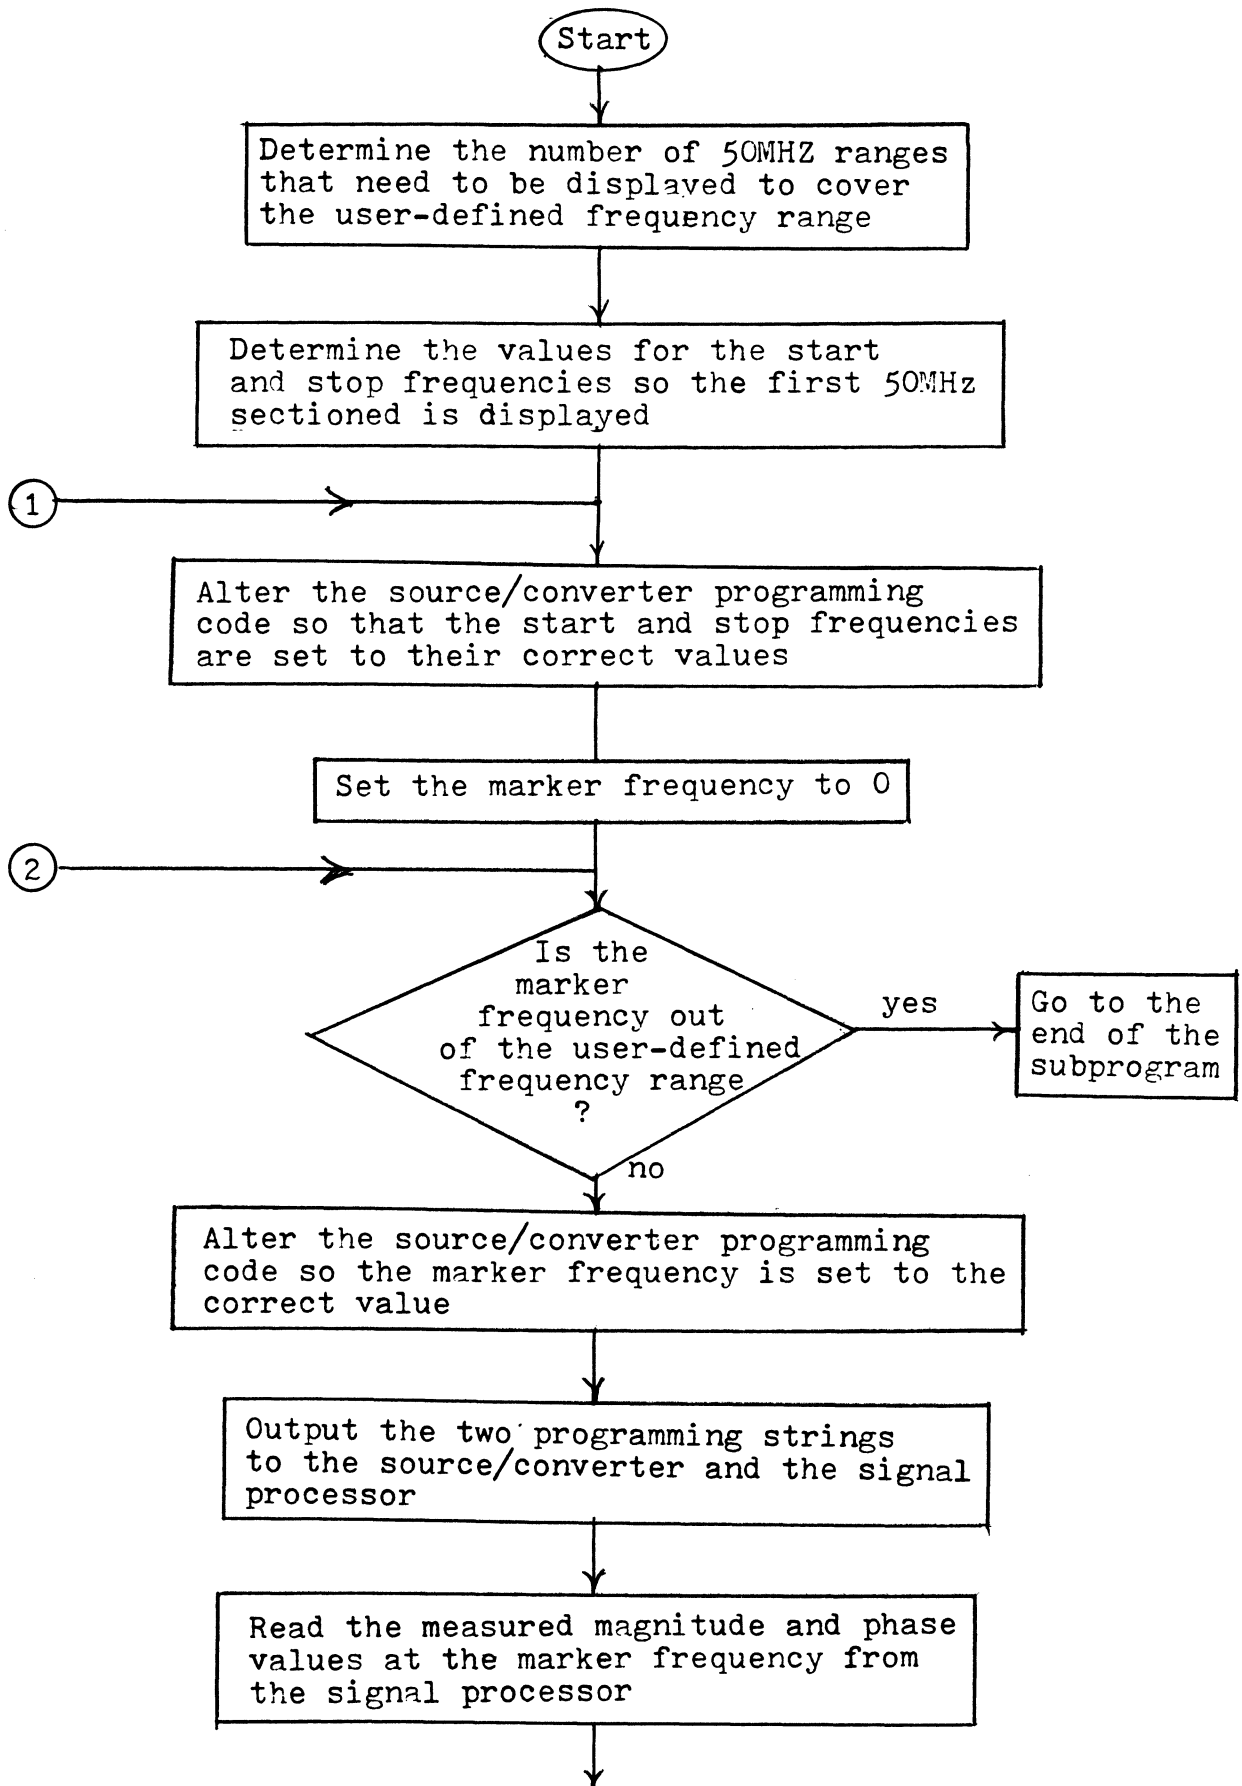 Start
Determine the number of 50MHZ ranges
that need to be displayed to cover
the user-defined frequency range
Determine the values for the start
and stop frequencies so the first 50MHz
sectioned is displayed
1
Alter the source/converter programming
code so that the start and stop frequencies
are set to their correct values
Set the marker frequency to 0
2
Is the
marker
frequency out
of the user-defined
frequency range
?
yes
Go to the
end of the
subprogram
no
Alter the source/converter programming
code so the marker frequency is set to the
correct value
Output the two programming strings
to the source/converter and the signal
processor
Read the measured magnitude and phase
values at the marker frequency from
the signal processor